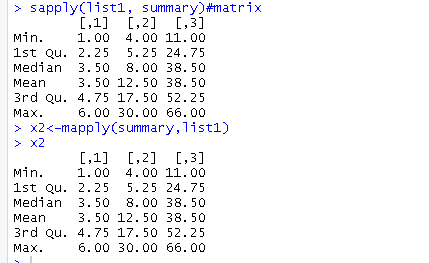 > sapply(list1, summary)#matrix
[,1] [,2] [,3]
Min. 1.00 4.00 11.00
1st Qu. 2.25 5.25 24.75
Median 3.50 8.00 38.50
Mean 3.50 12.50 38.50
3rd Qu. 4.75 17.50 52.25
Max. 6.00 30.00 66.00
> x2<-mapply(summary,list1)
> x2
[,1] [,2] [,3]
Min. 1.00 4.00 11.00
1st Qu. 2.25 5.25 24.75
Median 3.50 8.00 38.50
Mean 3.50 12.50 38.50
3rd Qu. 4.75 17.50 52.25
Max. 6.00 30.00 66.00
>